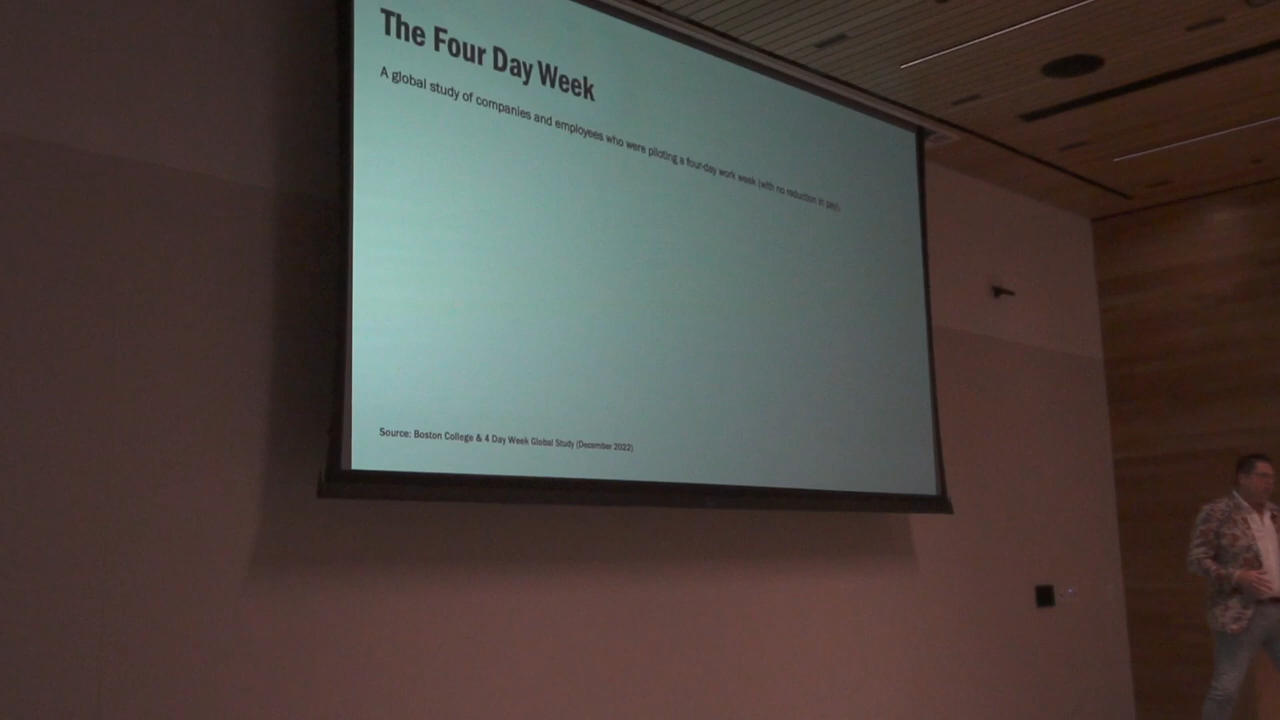 The Four Day Week
A global study of companies and employees who were piloting a four-day work week (with no reduction in pay).
Source: Boston College & 4 Day Week Global Study (December 2022)